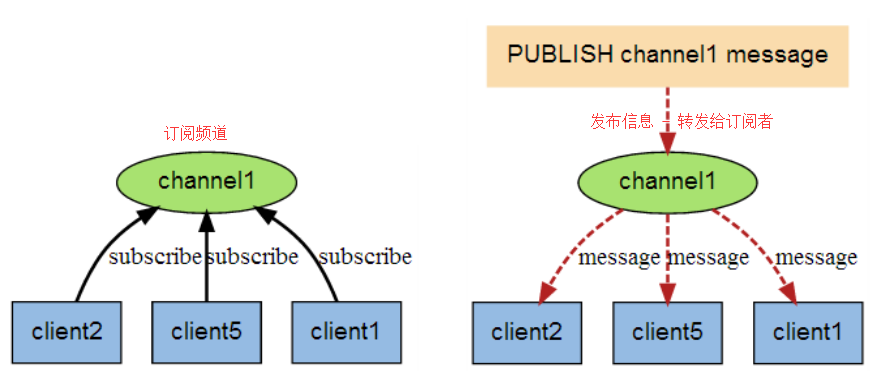 PUBLISH channel1 message
订阅频道
发布信息 - 转发给订阅者
channel1
channel1
subscribe
subscribe
subscribe
message
message
message
client2
client5
client1
client2
client5
client1